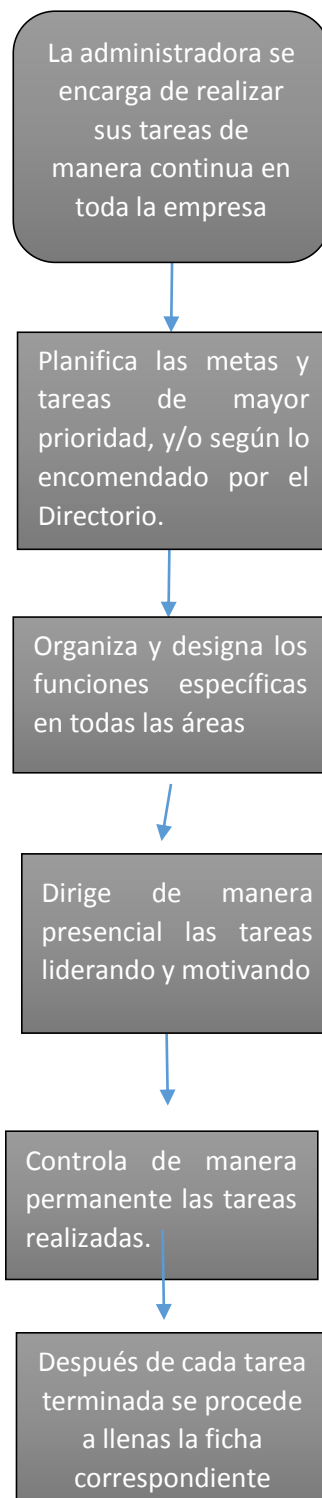 La administradora se
encarga de realizar
sus tareas de
manera continua en
toda la empresa
Planifica las metas y
tareas de mayor
prioridad, y/o según lo
encomendado por el
Directorio.
Organiza y designa los
funciones específicas
en todas las áreas
Dirige de manera
presencial las tareas
liderando y motivando
Controla de manera
permanente las tareas
realizadas.
Después de cada tarea
terminada se procede
a llenas la ficha
correspondiente